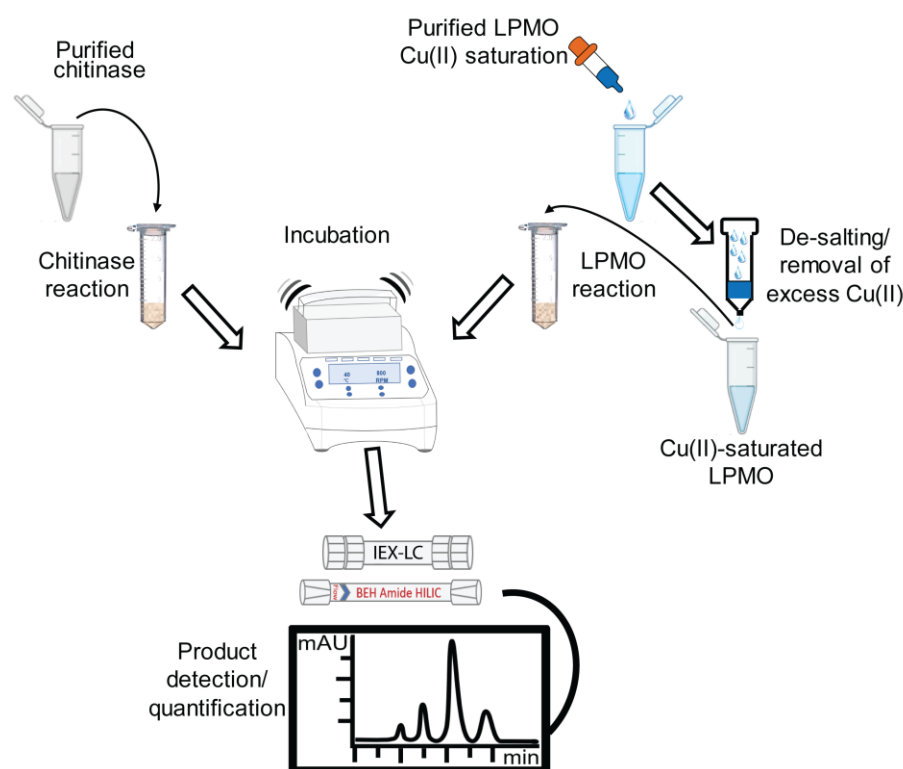 Purified
chitinase
Purified LPMO
Cu(II) saturation
Chitinase
reaction
Incubation
LPMO
reaction
De-salting/
removal of
excess Cu(II)
40 800
°C RPM
Cu(II)-saturated
LPMO
IEX-LC
BEH Amide HILIC
Product
detection/
quantification
mAU
min